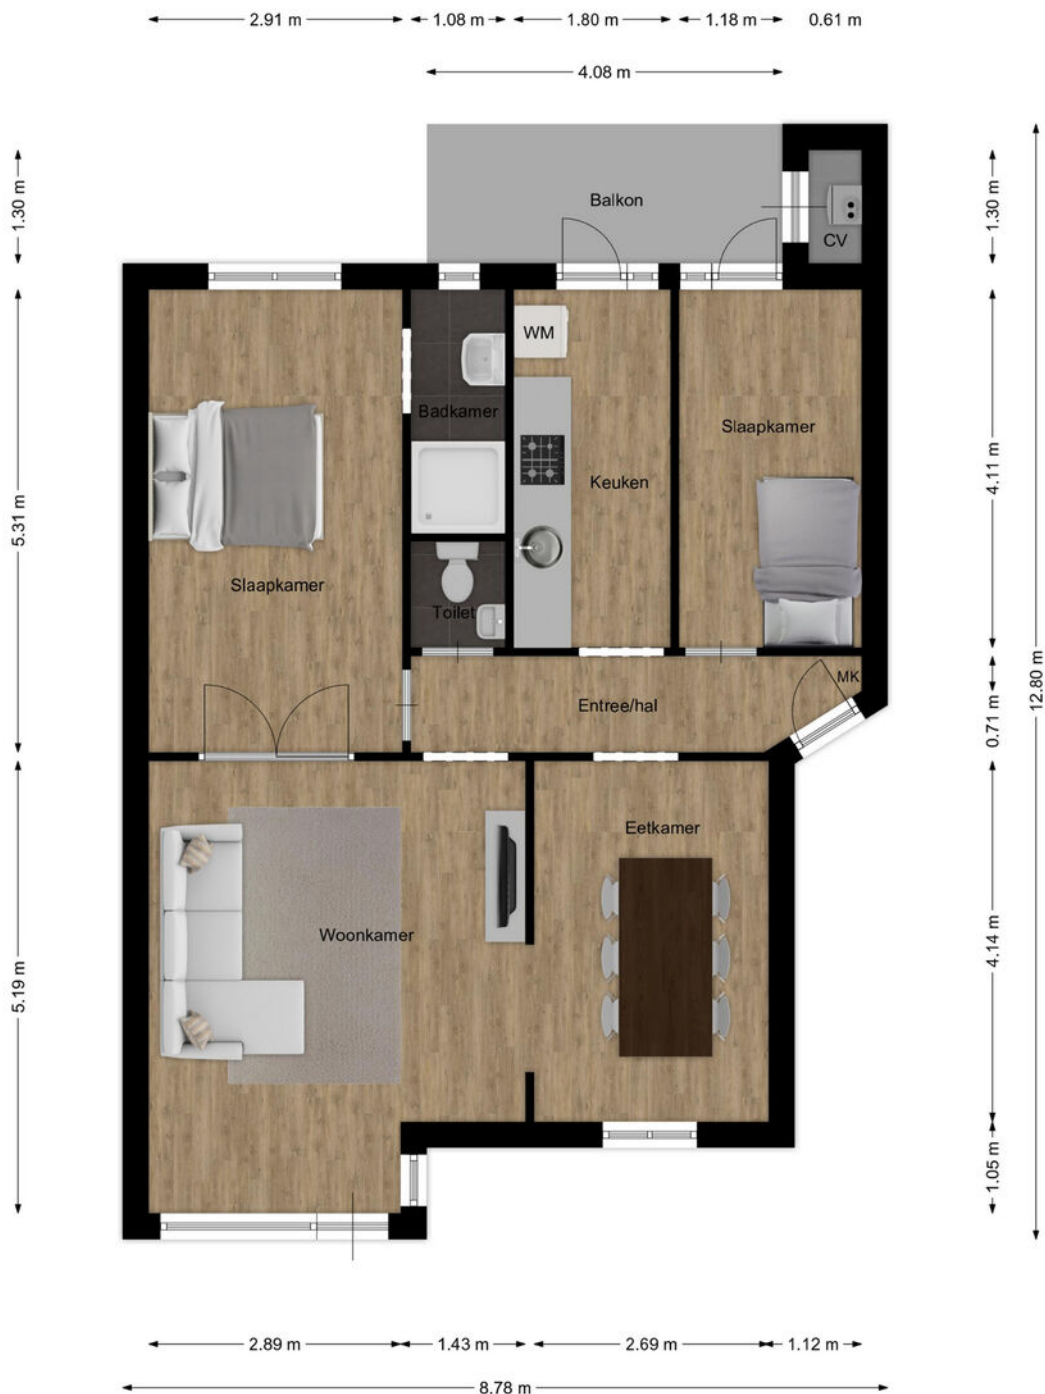 2.91 m
1.08 m
1.80 m
1.18 m
0.61 m
4.08 m
1.30 m
1.30 m
Balkon
CV
WM
Badkamer
Slaapkamer
4.11 m
Keuken
5.31 m
Slaapkamer
Toilet
MK
Entree/hal
0.71 m
12.80 m
Eetkamer
Woonkamer
4.14 m
5.19 m
1.05 m
2.89 m
1.43 m
2.69 m
1.12 m
8.78 m